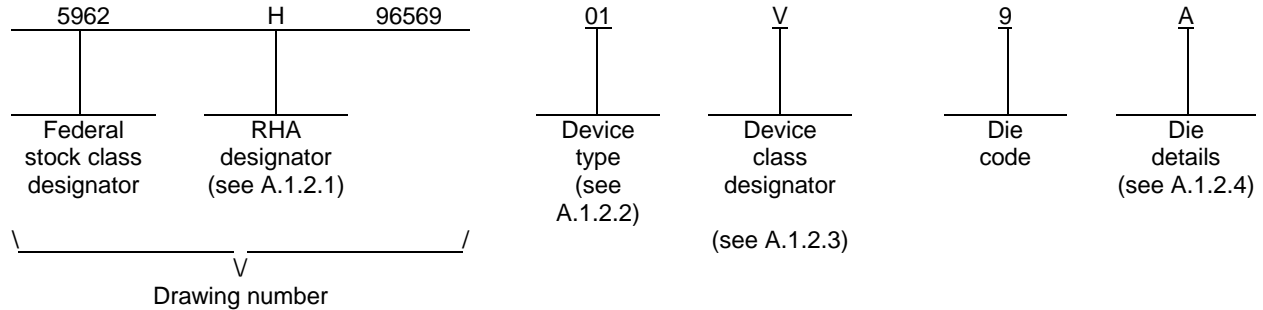 5962 H 96569 01 V 9 A
Federal stock class designator
RHA designator (see A.1.2.1)
Device type (see A.1.2.2)
Device class designator (see A.1.2.3)
Die code
Die details (see A.1.2.4)
\ /
\/
Drawing number